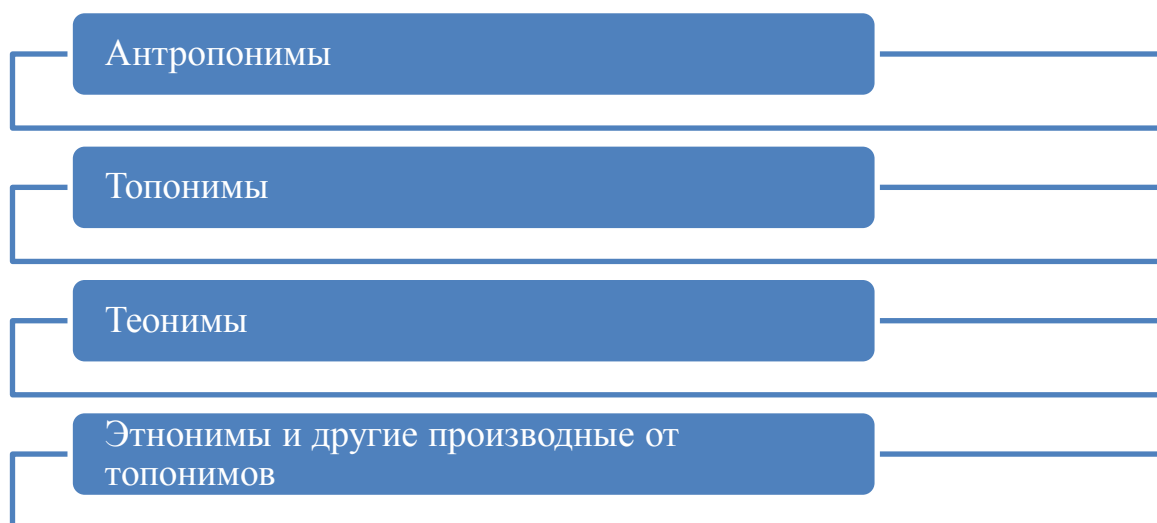 Антропонимы
Топонимы
Теонимы
Этнонимы и другие производные от
топонимов